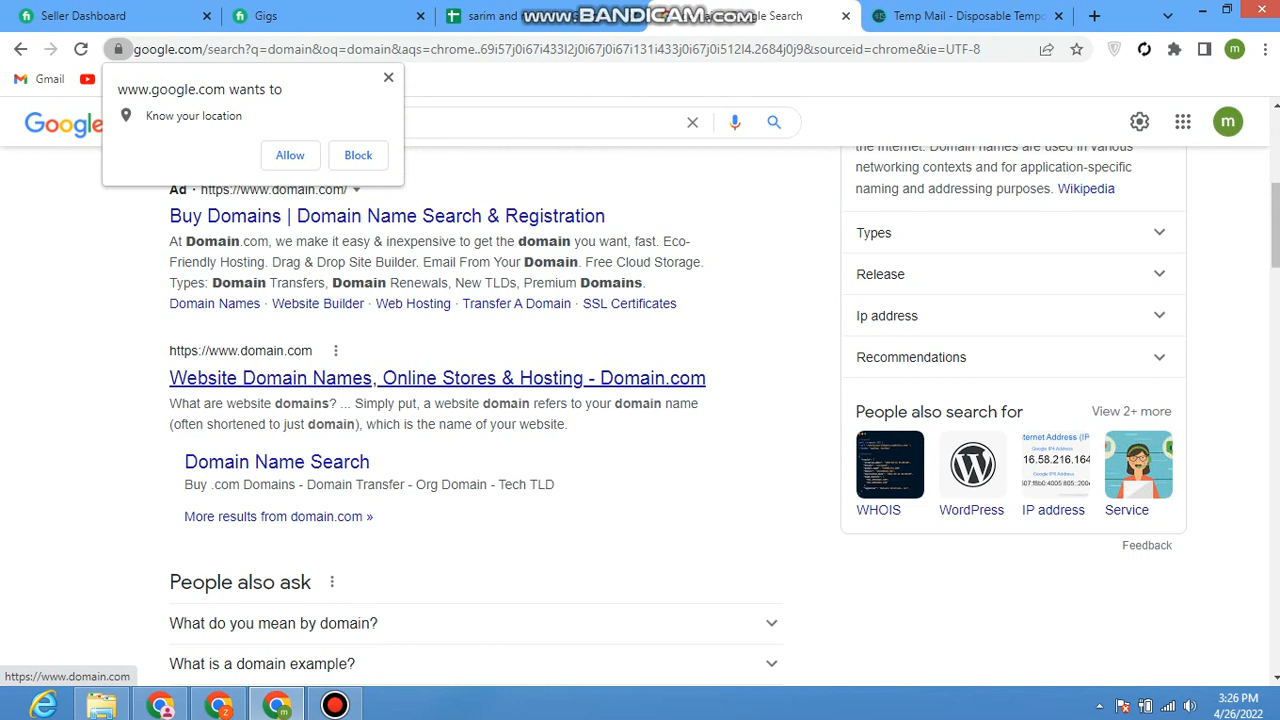 Seller Dashboard
Gigs
sarim and
www.BANDICAM.com
gle Search
Temp Mail - Disposable Tempo
google.com/search?q=domain&oq=domain&aqs=chrome..69i57j0i67i433l2j0i67j0i67i131i433j0i67j0i512l4.2684j0j9&sourceid=chrome&ie=UTF-8
m
Gmail
www.google.com wants to
Know your location
Allow
Block
Google
m
the Internet. Domain names are used in various
networking contexts and for application-specific
naming and addressing purposes. Wikipedia
Ad · https://www.domain.com/
Buy Domains | Domain Name Search & Registration
At Domain.com, we make it easy & inexpensive to get the domain you want, fast. Eco-
Friendly Hosting. Drag & Drop Site Builder. Email From Your Domain. Free Cloud Storage.
Types: Domain Transfers, Domain Renewals, New TLDs, Premium Domains.
Domain Names · Website Builder · Web Hosting · Transfer A Domain · SSL Certificates
Types
Release
Ip address
Recommendations
https://www.domain.com
Website Domain Names, Online Stores & Hosting - Domain.com
What are website domains? ... Simply put, a website domain refers to your domain name
(often shortened to just domain), which is the name of your website.
Domain Name Search
Buy .com Domains - Domain Transfer - Org Domain - Tech TLD
More results from domain.com »
People also search for
View 2+ more
WHOIS
WordPress
IP address
Service
Feedback
People also ask
What do you mean by domain?
What is a domain example?
https://www.domain.com
3:26 PM
4/26/2022